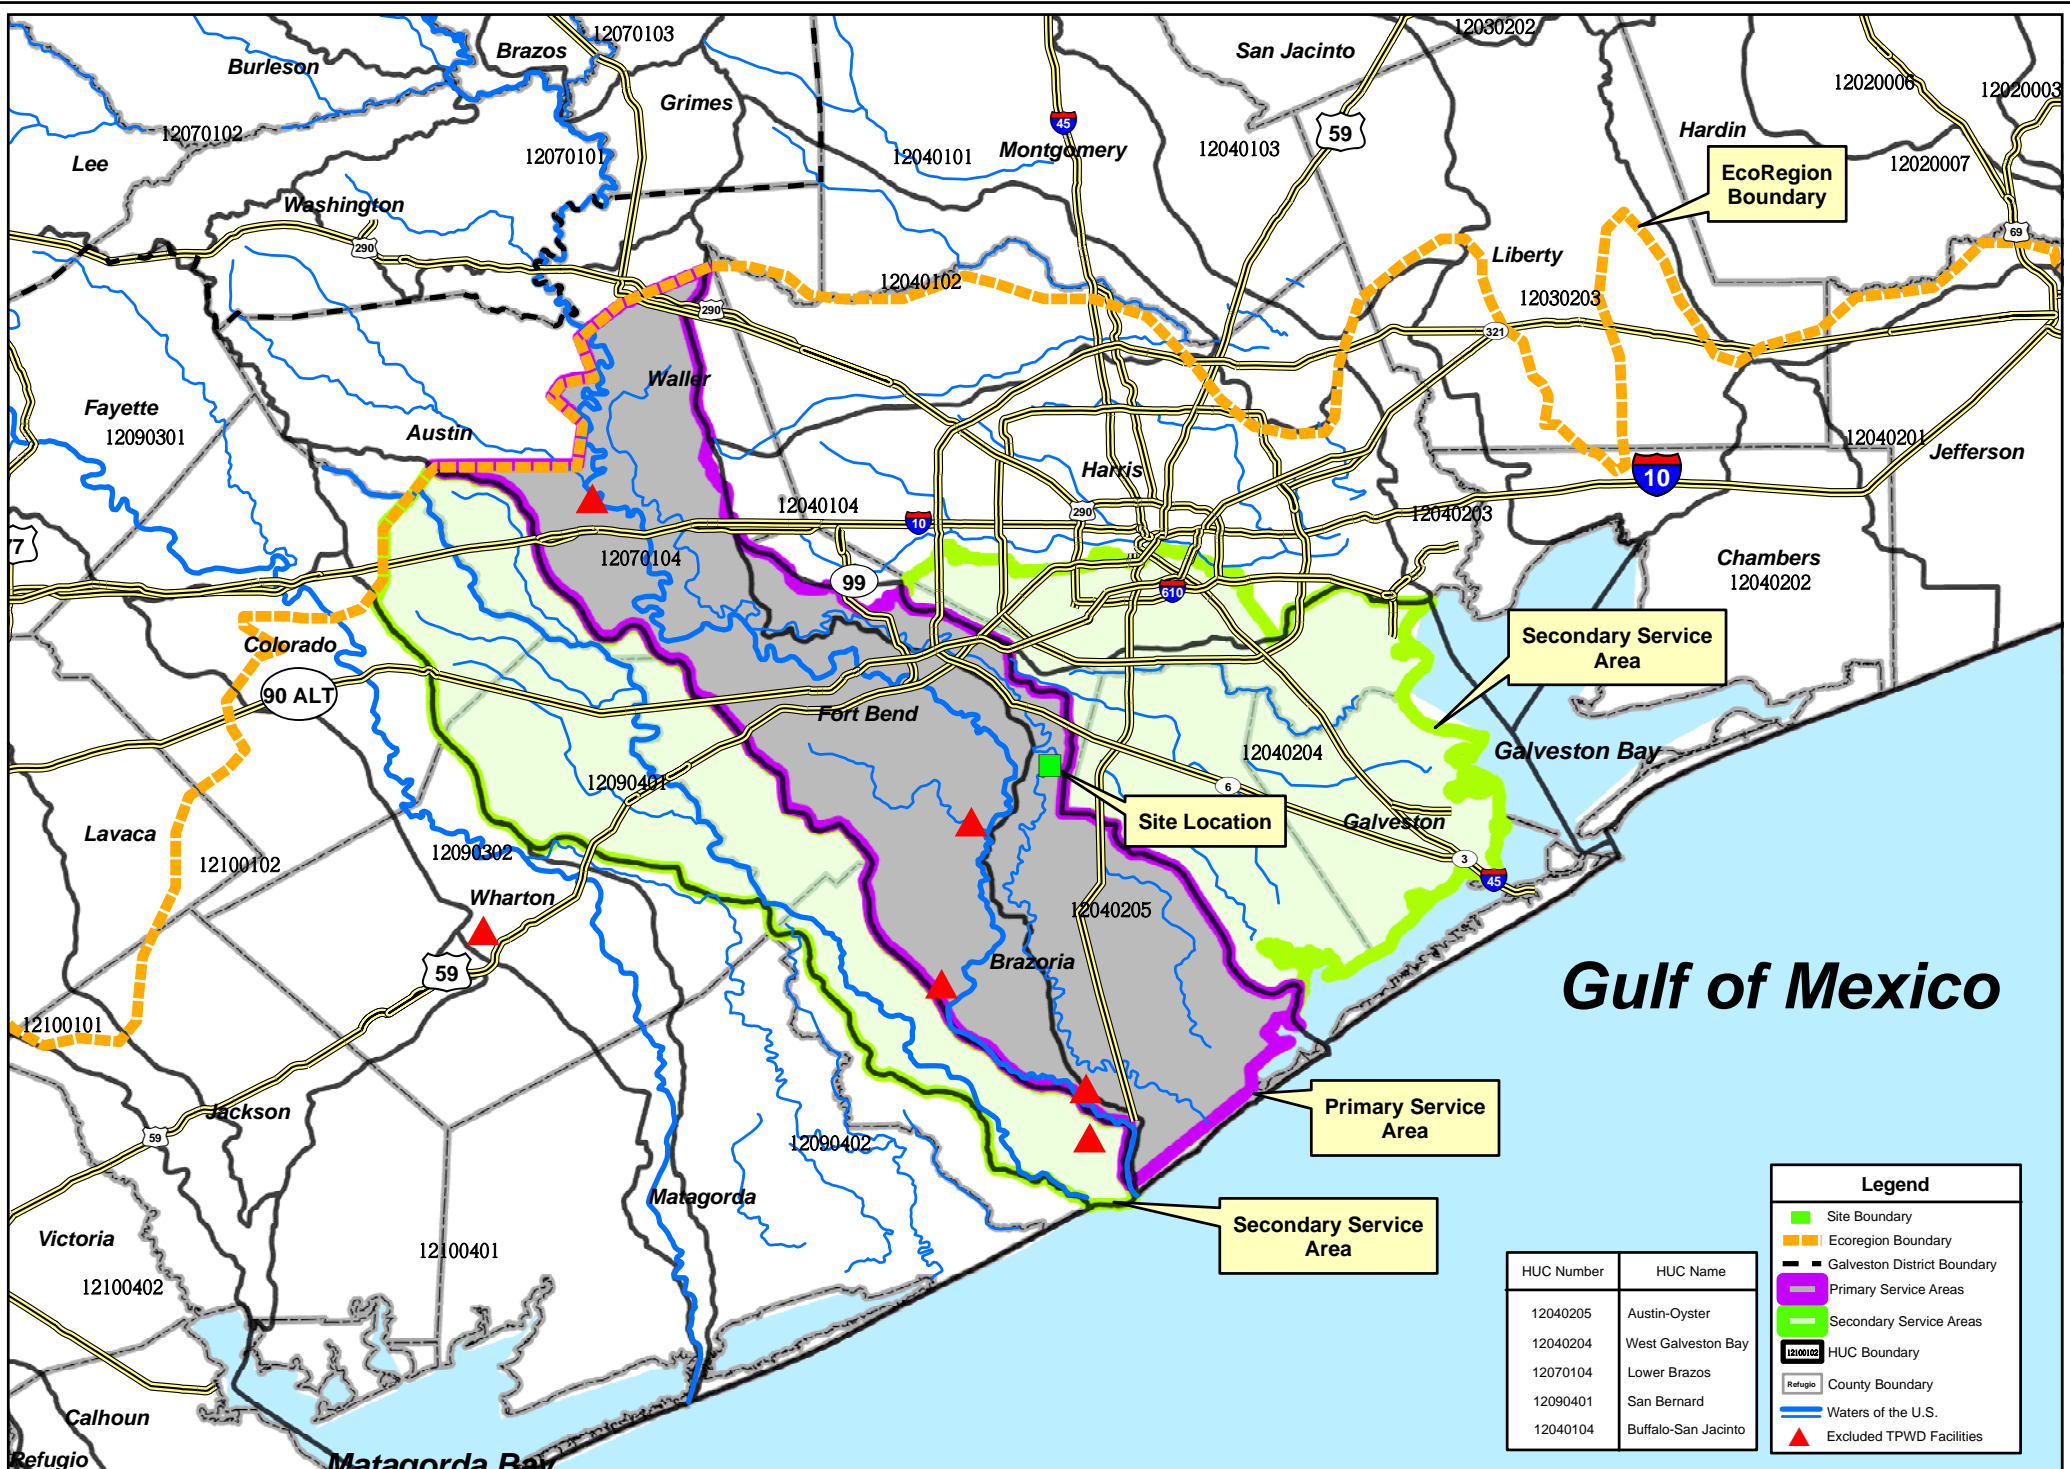 12070103
12030202
Brazos
San Jacinto
Burleson
12020006
12020003
Grimes
45
59
Hardin
12070102
12070101
12040101
Montgomery
12040103
12020007
Lee
EcoRegion
Boundary
Washington
290
69
Liberty
12040102
12030203
290
321
Waller
Fayette
12090301
Austin
12040201
Jefferson
Harris
10
12040104
10
290
12040203
77
12070104
Chambers
12040202
99
610
Secondary Service
Area
Colorado
90 ALT
Fort Bend
12040204
Galveston Bay
12090401
6
Site Location
Galveston
Lavaca
12100102
12090302
3
45
Wharton
12040205
59
Brazoria
Gulf of Mexico
12100101
Jackson
59
Primary Service
Area
12090402
Matagorda
Secondary Service
Area
Victoria
12100401
12100402
Calhoun
Refugio
Matagorda Bay
HUC Number HUC Name
12040205 Austin-Oyster
12040204 West Galveston Bay
12070104 Lower Brazos
12090401 San Bernard
12040104 Buffalo-San Jacinto
Legend
Site Boundary
Ecoregion Boundary
Galveston District Boundary
Primary Service Areas
Secondary Service Areas
12100102 HUC Boundary
Refugio County Boundary
Waters of the U.S.
Excluded TPWD Facilities